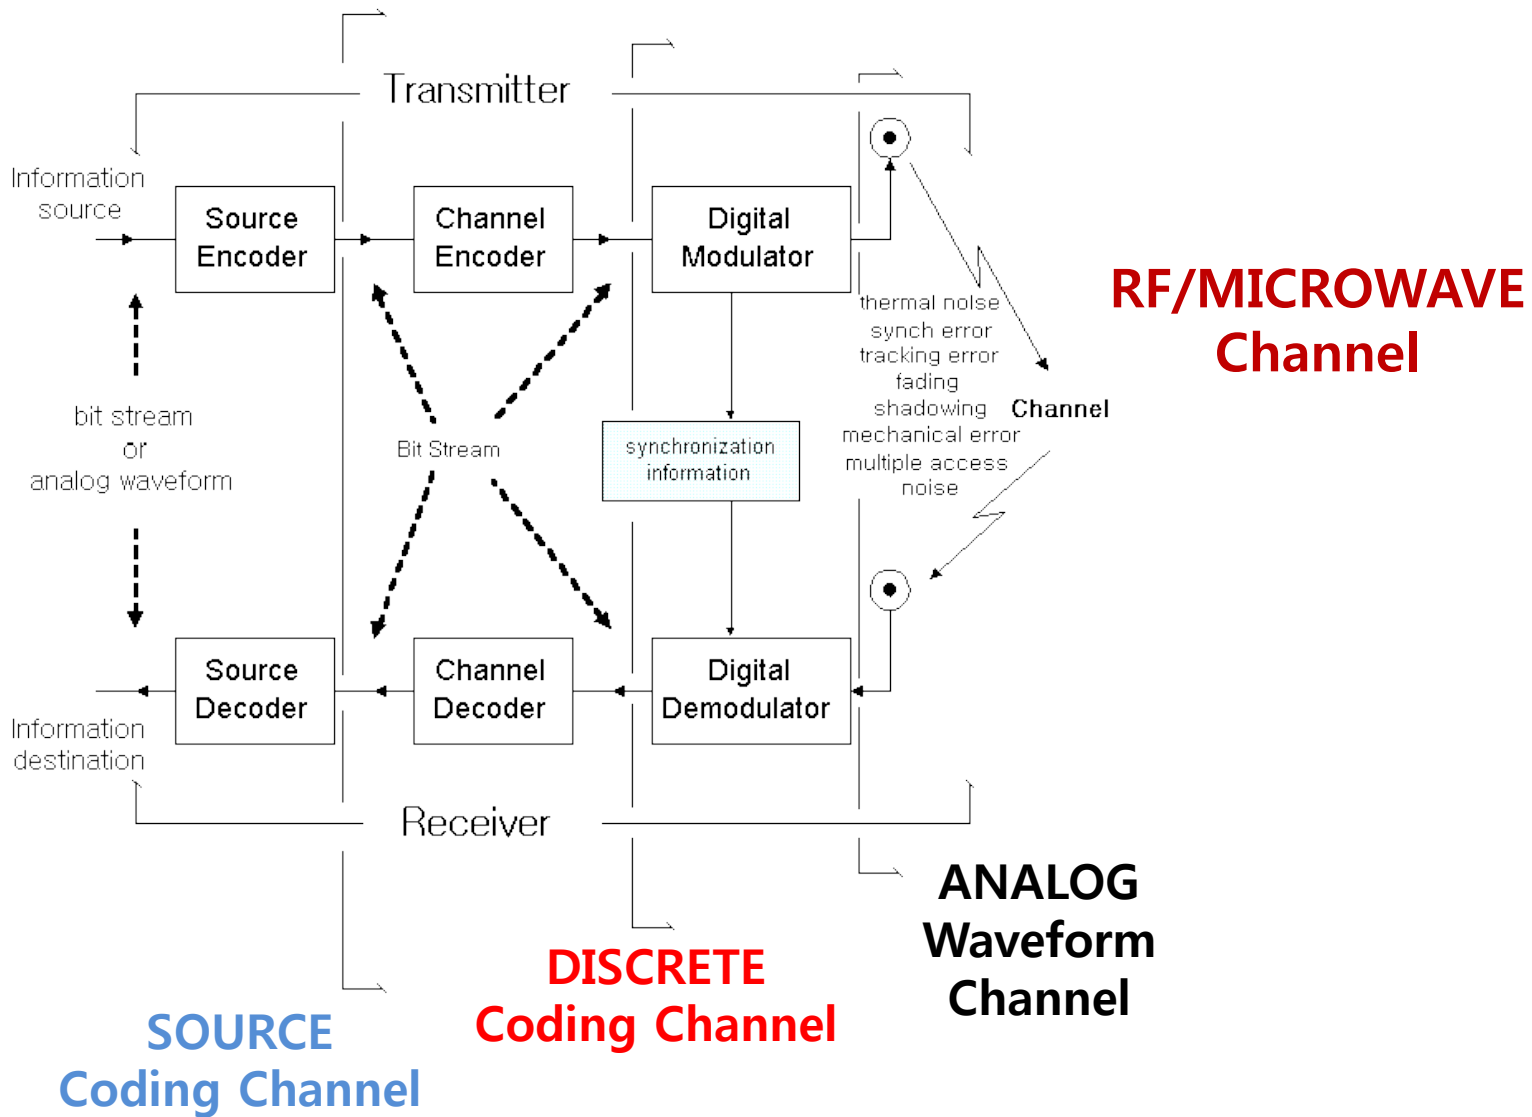 Transmitter
Information
source
Source
Encoder
Channel
Encoder
Digital
Modulator
RF/MICROWAVE
Channel
thermal noise
synch error
tracking error
fading
shadowing
mechanical error
multiple access
noise
Channel
bit stream
or
analog waveform
Bit Stream
synchronization
information
Source
Decoder
Channel
Decoder
Digital
Demodulator
Information
destination
Receiver
ANALOG
Waveform
Channel
DISCRETE
Coding Channel
SOURCE
Coding Channel